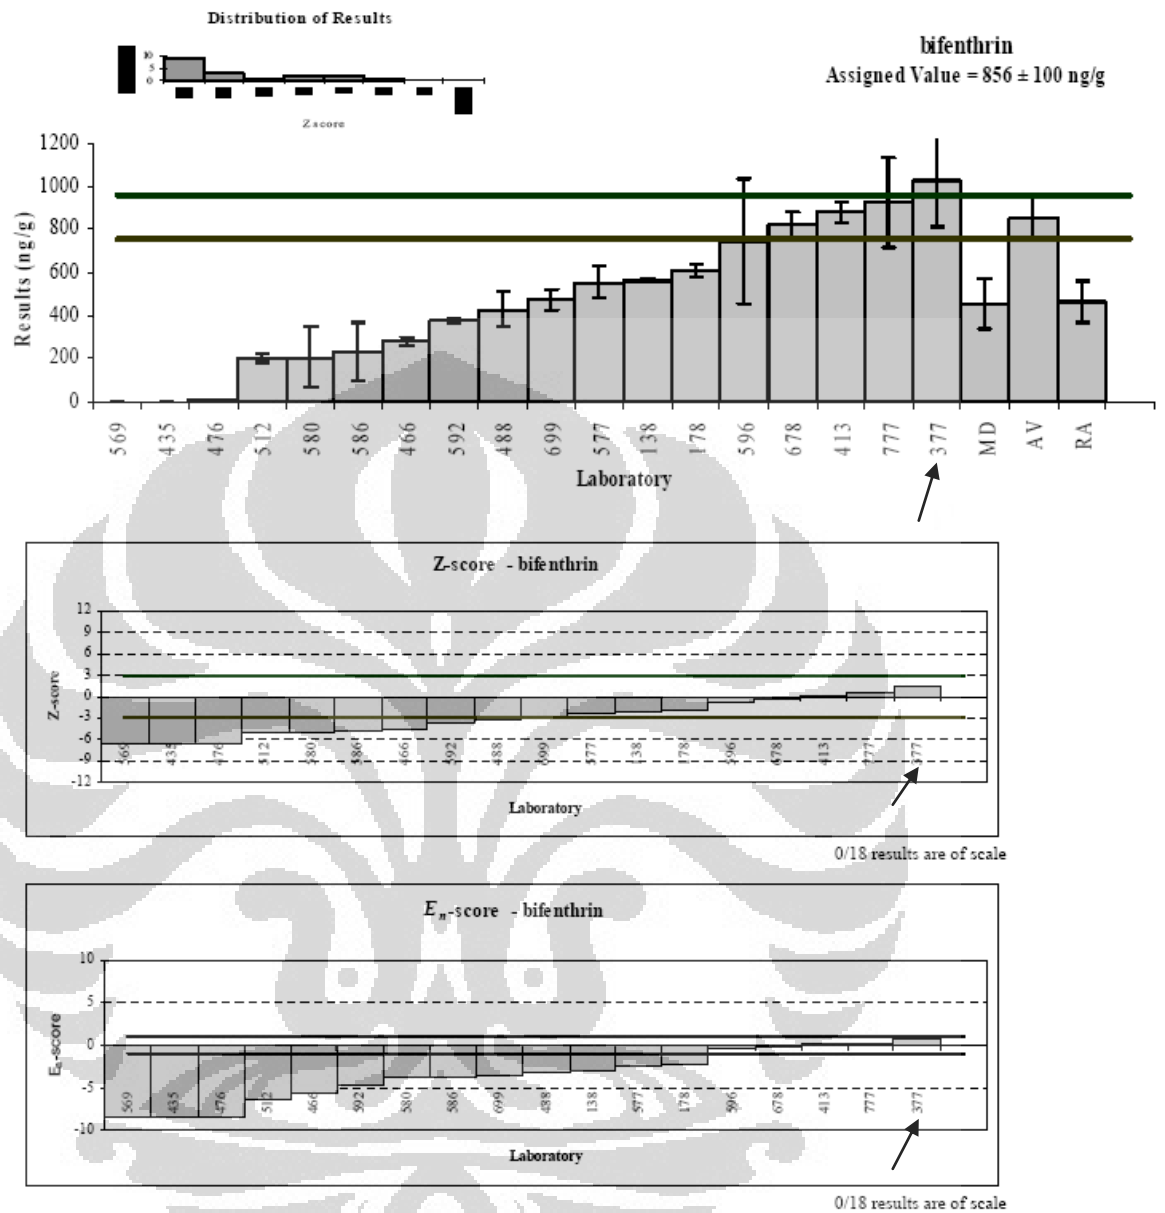 Distribution of Results
bifenthrin
Assigned Value = 856 ± 100 ng/g
10
5
0
Z score
Results (ng/g)
1200
1000
800
600
400
200
0
569 435 476 512 580 586 466 592 488 699 577 138 178 596 678 413 777 377 MD AV RA
Laboratory
Z-score - bifenthrin
Z-score
12
9
6
3
0
-3
-6
-9
-12
569 435 476 512 580 586 466 592 488 699 577 138 178 596 678 413 777 377
Laboratory
0/18 results are of scale
En-score - bifenthrin
En-score
10
5
0
-5
-10
569 435 476 512 466 592 580 586 699 488 138 577 178 596 678 413 777 377
Laboratory
0/18 results are of scale